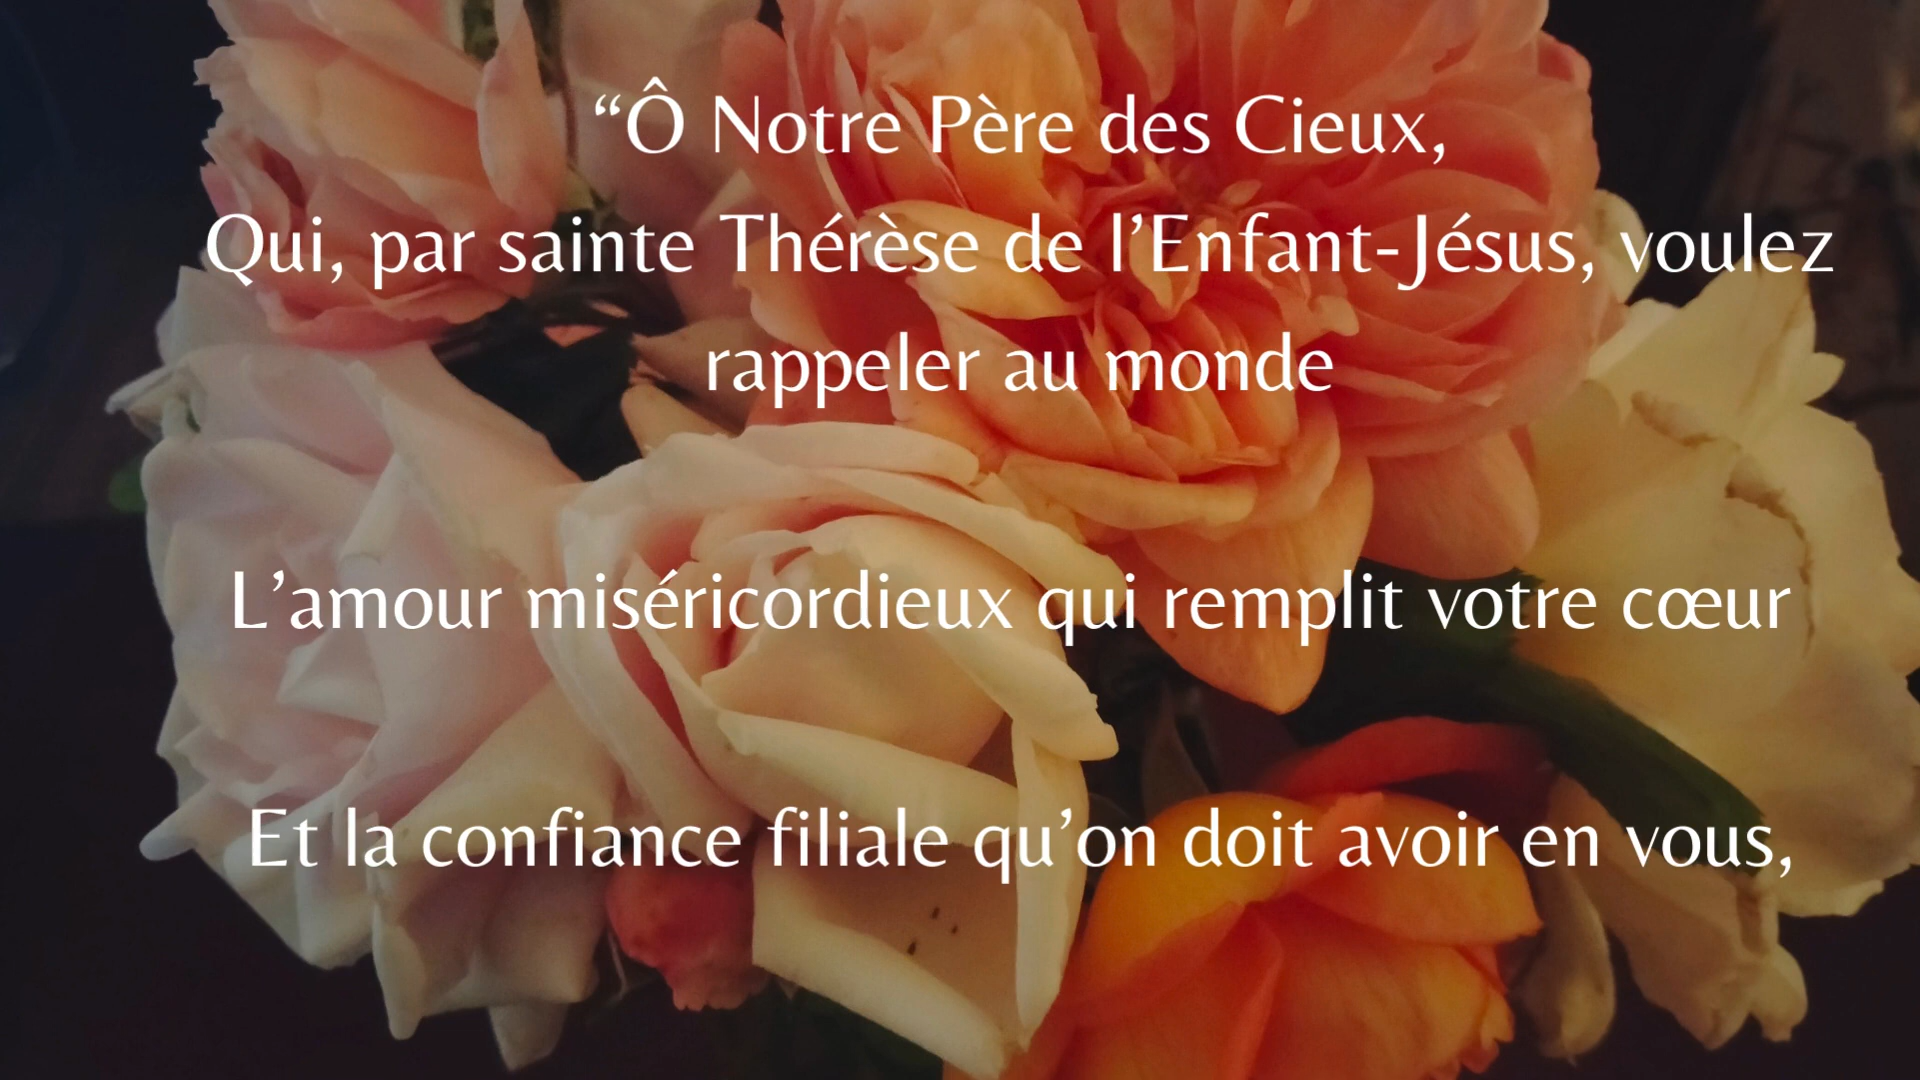 “Ô Notre Père des Cieux,
Qui, par sainte Thérèse de l’Enfant-Jésus, voulez
rappeler au monde
L’amour miséricordieux qui remplit votre cœur
Et la confiance filiale qu’on doit avoir en vous,